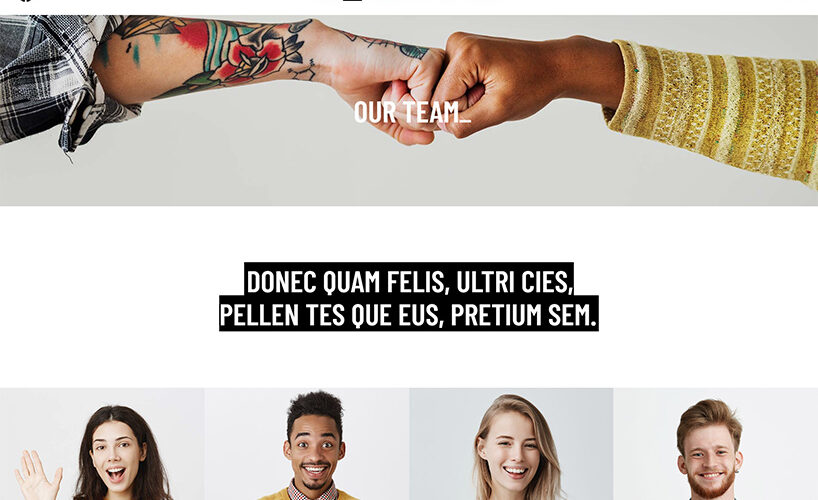 OUR TEAM_
DONEC QUAM FELIS, ULTRI CIES,
PELLEN TES QUE EUS, PRETIUM SEM.